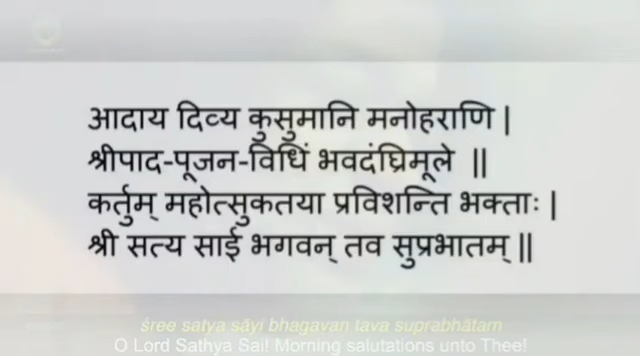 आदाय दिव्य कुसुमानि मनोहराणि |
श्रीपाद-पूजन-विधिं भवदंघ्रिमूले ||
कर्तुम् महोत्सुकतया प्रविशन्ति भक्ताः |
श्री सत्य साई भगवन् तव सुप्रभातम् ||
śree satya sāyi bhagavan tava suprabhātam
O Lord Sathya Sai! Morning salutations unto Thee!